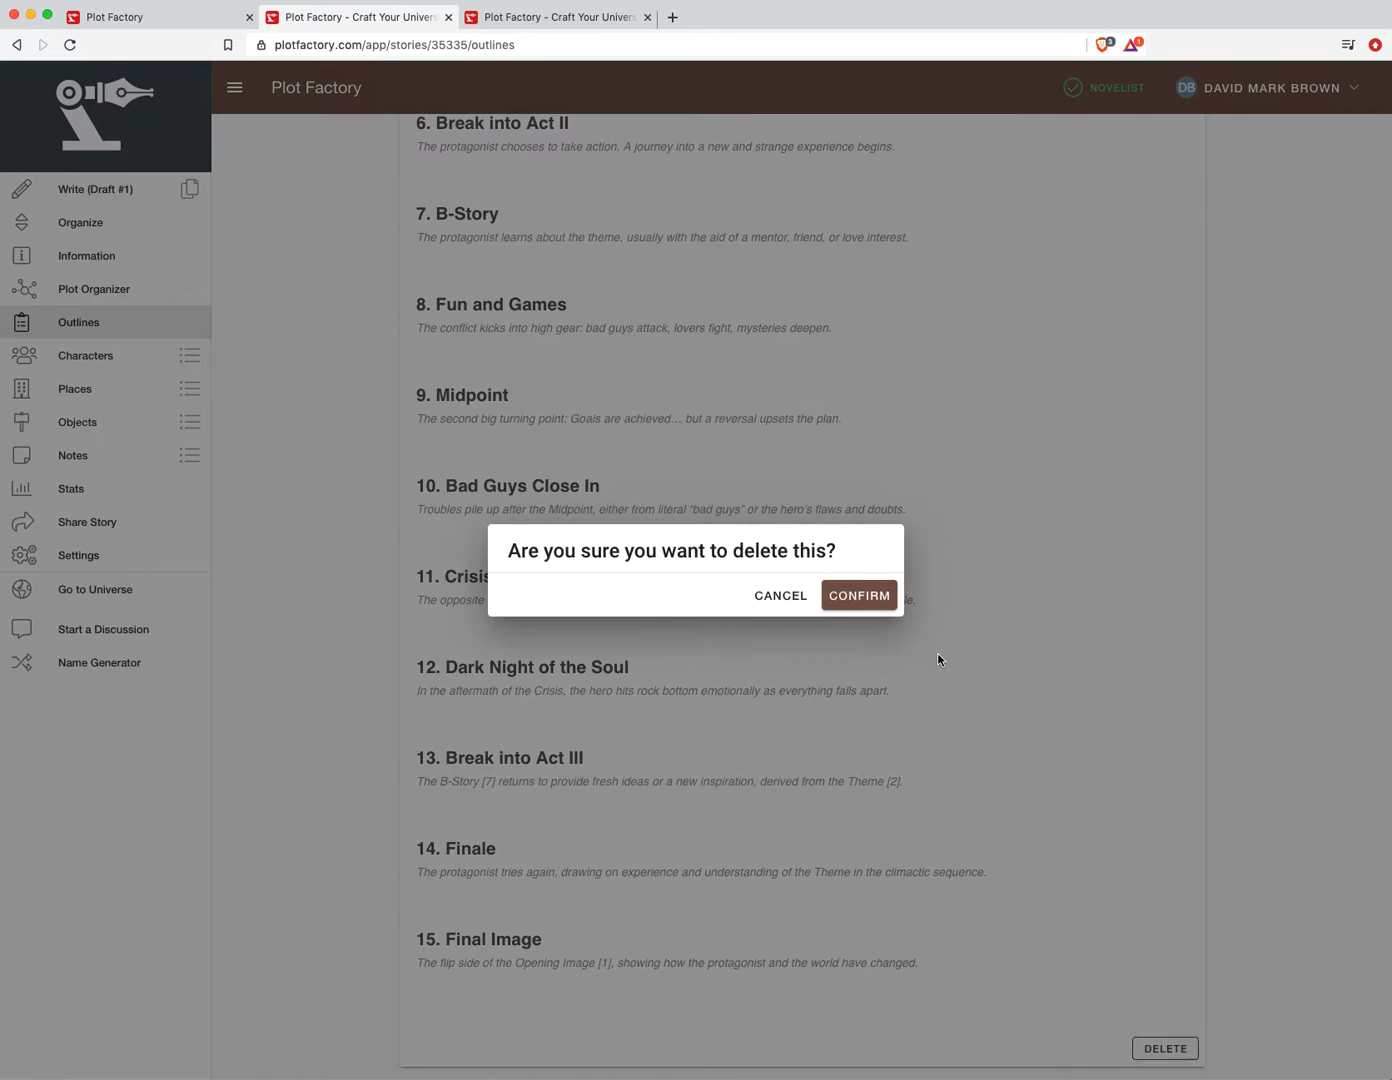 Plot Factory
Plot Factory - Craft Your Univers
Plot Factory - Craft Your Univers
plotfactory.com/app/stories/35335/outlines
3
1
Plot Factory
NOVELIST
DB
DAVID MARK BROWN
Write (Draft #1)
Organize
Information
Plot Organizer
Outlines
Characters
Places
Objects
Notes
Stats
Share Story
Settings
Go to Universe
Start a Discussion
Name Generator
6. Break into Act II
The protagonist chooses to take action. A journey into a new and strange experience begins.
7. B-Story
The protagonist learns about the theme, usually with the aid of a mentor, friend, or love interest.
8. Fun and Games
The conflict kicks into high gear: bad guys attack, lovers fight, mysteries deepen.
9. Midpoint
The second big turning point: Goals are achieved… but a reversal upsets the plan.
10. Bad Guys Close In
Troubles pile up after the Midpoint, either from literal “bad guys” or the hero's flaws and doubts.
Are you sure you want to delete this?
CANCEL
CONFIRM
11. Crisis
The opposite
12. Dark Night of the Soul
In the aftermath of the Crisis, the hero hits rock bottom emotionally as everything falls apart.
13. Break into Act III
The B-Story [7] returns to provide fresh ideas or a new inspiration, derived from the Theme [2].
14. Finale
The protagonist tries again, drawing on experience and understanding of the Theme in the climactic sequence.
15. Final Image
The flip side of the Opening Image [1], showing how the protagonist and the world have changed.
DELETE